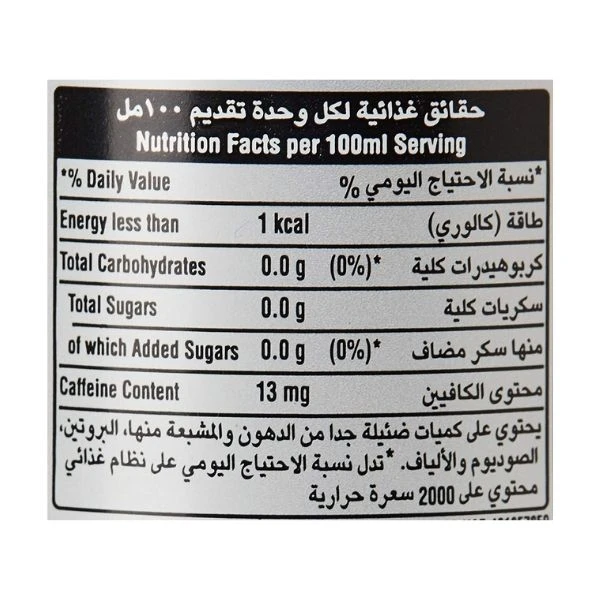 حقائق غذائية لكل وحدة تقديم ١٠٠مل
Nutrition Facts per 100ml Serving
*% Daily Value *نسبة الاحتياج اليومي %
Energy less than 1 kcal طاقة (كالوري)
Total Carbohydrates 0.0 g (0%)* كربوهيدرات كلية
Total Sugars 0.0 g سكريات كلية
of which Added Sugars 0.0 g (0%)* منها سكر مضاف
Caffeine Content 13 mg محتوى الكافيين
يحتوي على كميات ضئيلة جدا من الدهون والمشبعة منها، البروتين،
الصوديوم والألياف. *تدل نسبة الاحتياج اليومي على نظام غذائي
محتوي على 2000 سعرة حرارية